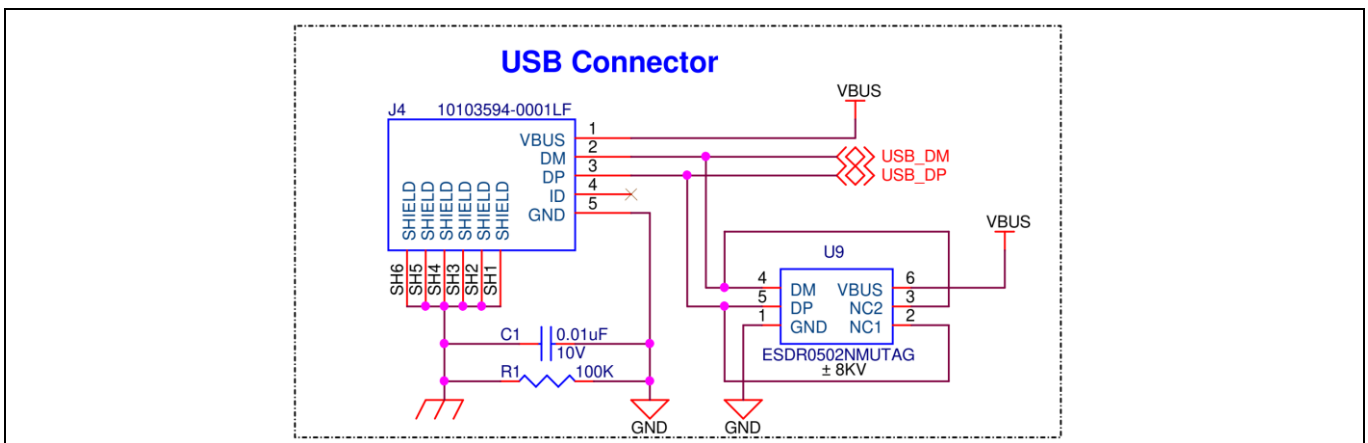 USB Connector
J4 10103594-0001LF
VBUS
VBUS 1
DM 2
DP 3
ID 4
GND 5
USB_DM
USB_DP
SHIELD SHIELD SHIELD SHIELD SHIELD SHIELD
SH6 SH5 SH4 SH3 SH2 SH1
VBUS
U9
4 DM VBUS 6
5 DP NC2 3
1 GND NC1 2
ESDR0502NMUTAG
± 8KV
C1 0.01uF
10V
R1 100K
GND
GND